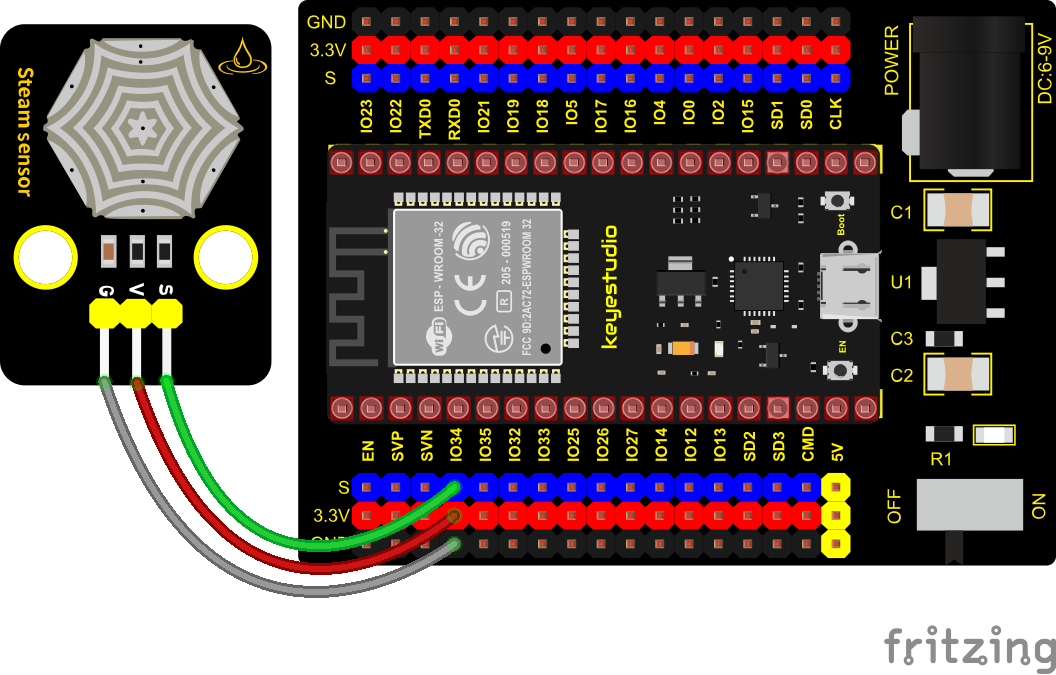 Steam sensor
G
V
S
GND
3.3V
S
IO23
IO22
TXD0
RXD0
IO21
IO19
IO18
IO5
IO17
IO16
IO4
IO0
IO2
IO15
SD1
SD0
CLK
POWER
DC:6-9V
WiFi
ESP - WROOM -32
CE
R
205 - 000519
FCC 9D:2AC72-ESPWROOM 32
keyestudio
Boot
EN
C1
U1
C3
C2
R1
OFF
ON
EN
SVP
SVN
IO34
IO35
IO32
IO33
IO25
IO26
IO27
IO14
IO12
IO13
SD2
SD3
CMD
5V
S
3.3V
GND
fritzing